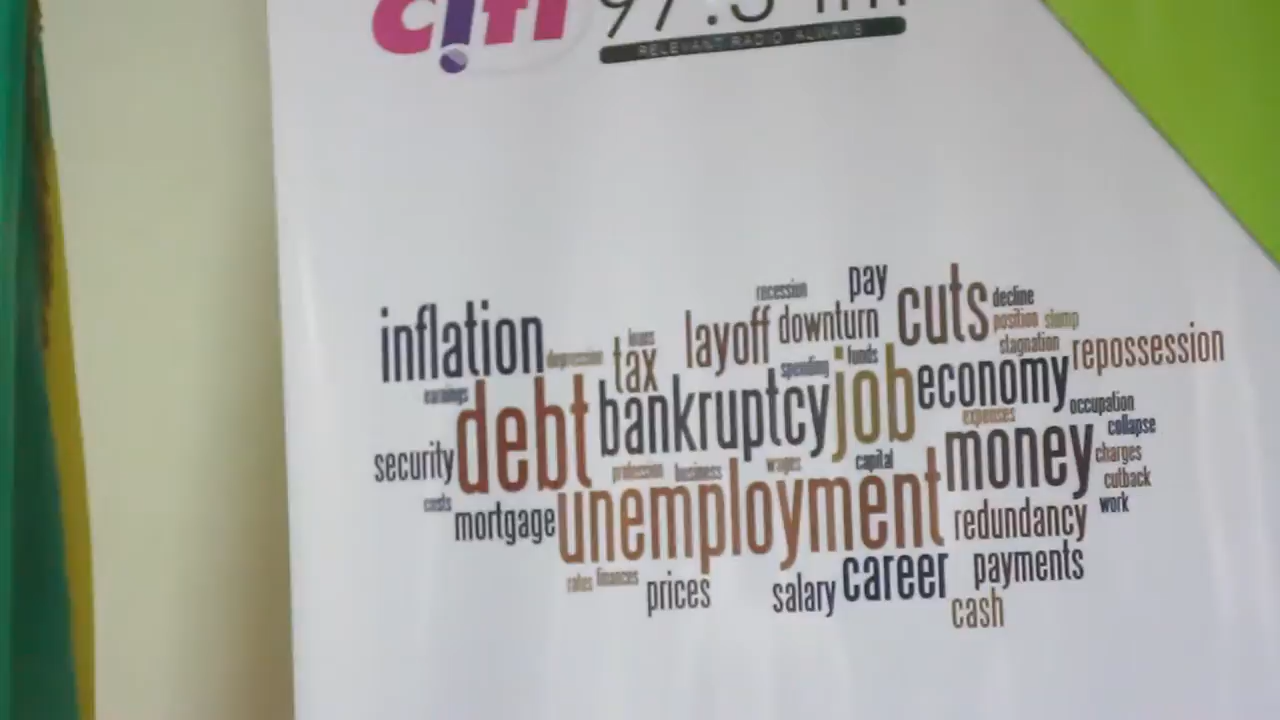 citi 97.3 fm
RELEVANT RADIO ALWAYS
recession pay
inflation layoff downturn cuts decline
position slump
depression loans tax spending funds stagnation repossession
earnings debt bankruptcy job economy
expenses occupation
collapse
security profession business wages capital money charges
cutback
costs mortgage unemployment redundancy work
rates finances prices salary career payments
cash